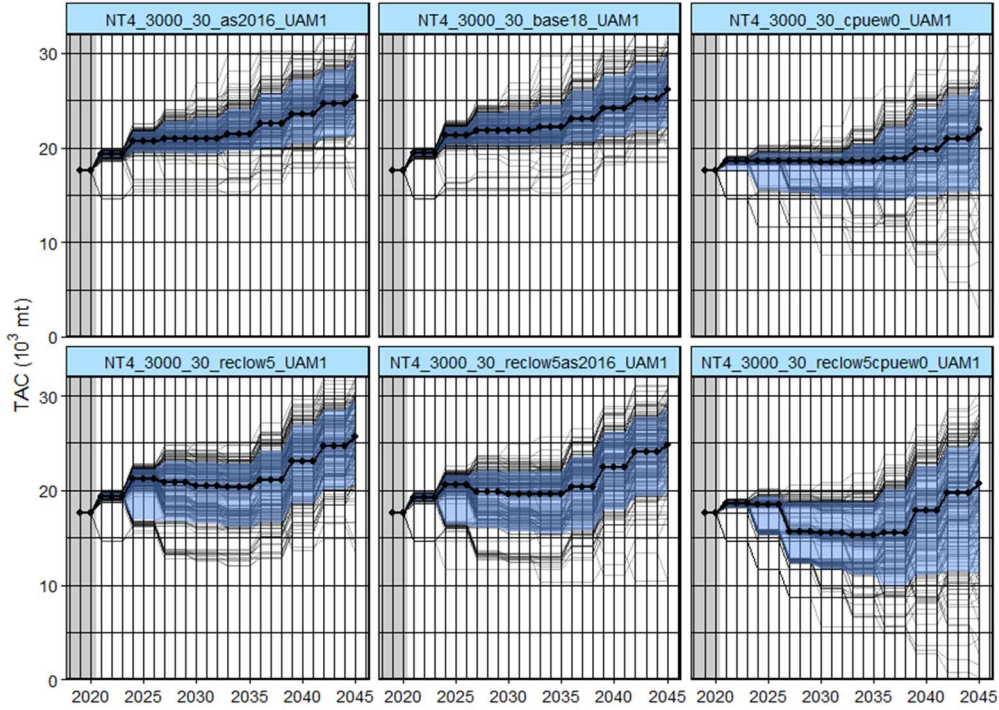 NT4_3000_30_as2016_UAM1
NT4_3000_30_base18_UAM1
NT4_3000_30_cpuew0_UAM1
30
20
10
0
TAC (10³ mt)
NT4_3000_30_reclow5_UAM1
NT4_3000_30_reclow5as2016_UAM1
NT4_3000_30_reclow5cpuew0_UAM1
30
20
10
0
2020 2025 2030 2035 2040 2045
2020 2025 2030 2035 2040 2045
2020 2025 2030 2035 2040 2045